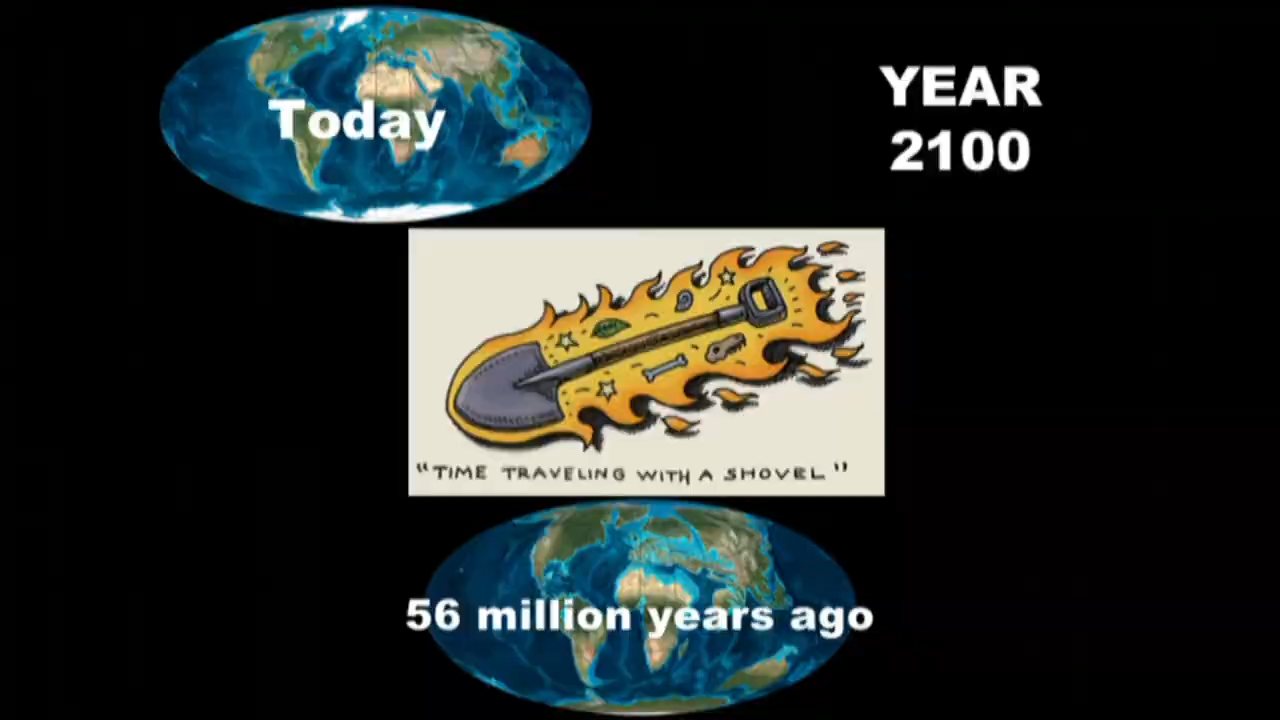 Today
YEAR
2100
"TIME TRAVELING WITH A SHOVEL"
56 million years ago